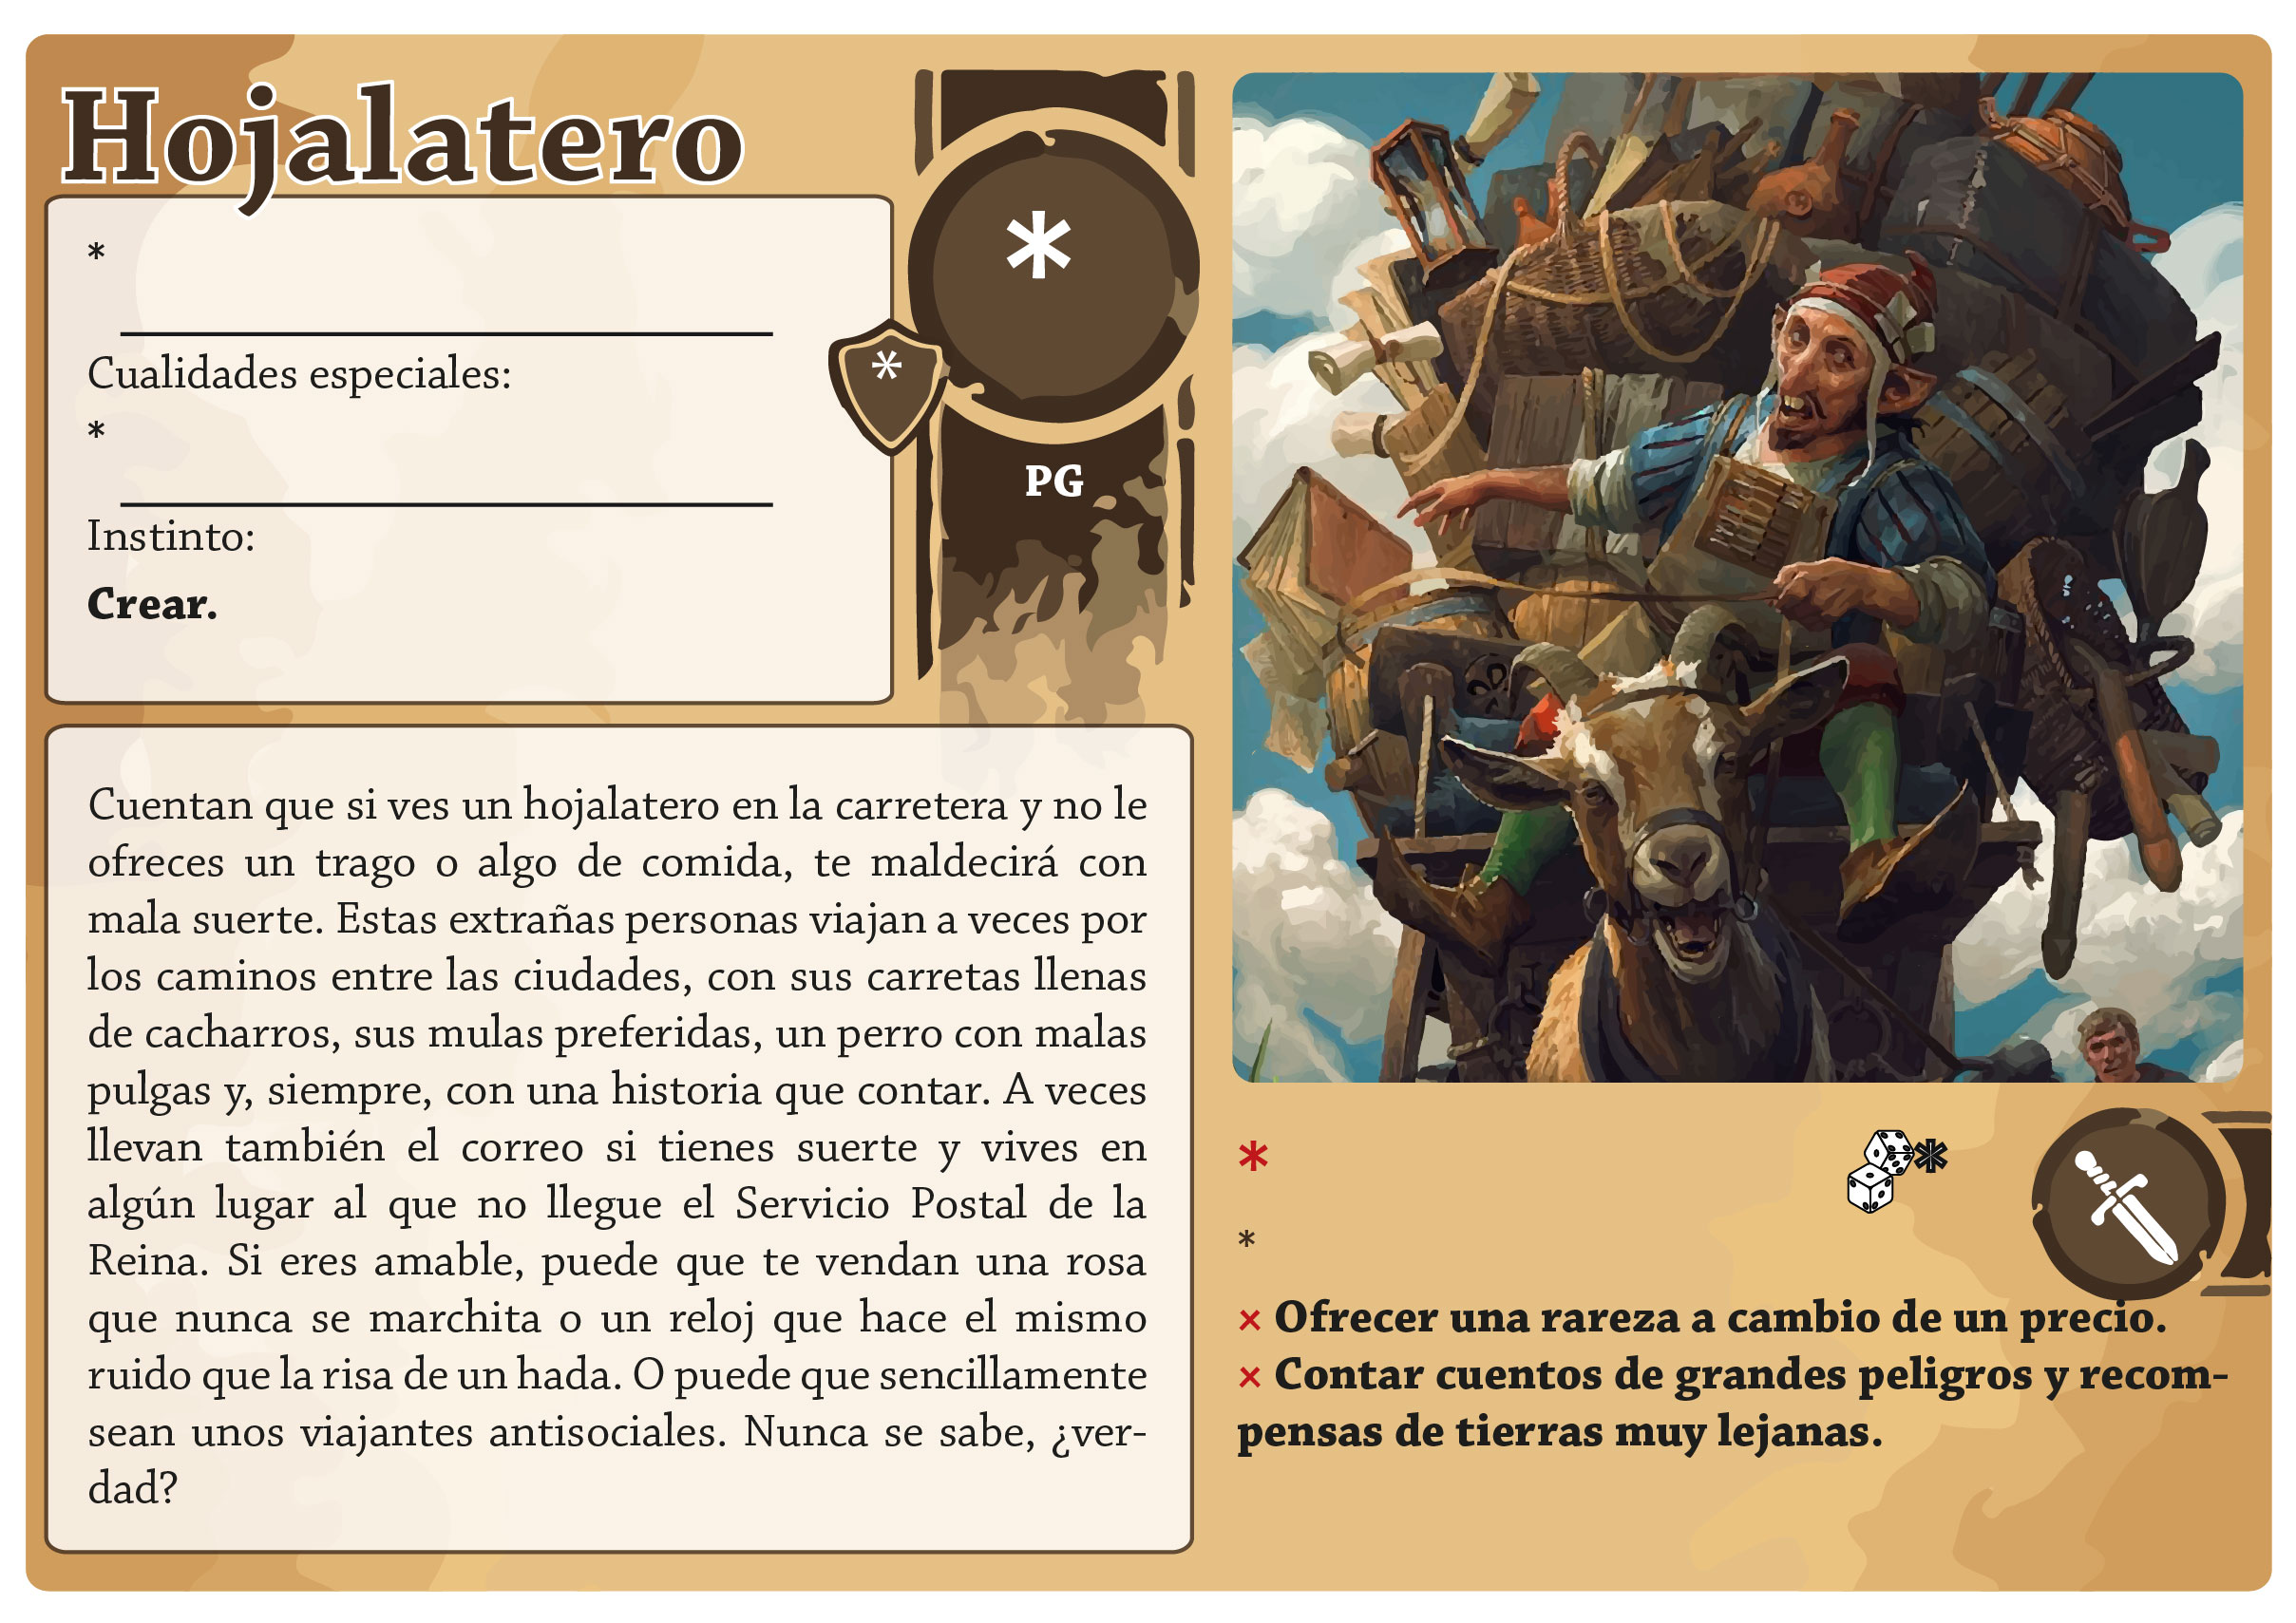 Hojalatero
*
Cualidades especiales:
*
Instinto:
Crear.
*
*
PG
Cuentan que si ves un hojalatero en la carretera y no le
ofreces un trago o algo de comida, te maldecirá con
mala suerte. Estas extrañas personas viajan a veces por
los caminos entre las ciudades, con sus carretas llenas
de cacharros, sus mulas preferidas, un perro con malas
pulgas y, siempre, con una historia que contar. A veces
llevan también el correo si tienes suerte y vives en
algún lugar al que no llegue el Servicio Postal de la
Reina. Si eres amable, puede que te vendan una rosa
que nunca se marchita o un reloj que hace el mismo
ruido que la risa de un hada. O puede que sencillamente
sean unos viajantes antisociales. Nunca se sabe, ¿ver-
dad?
* *
*
× Ofrecer una rareza a cambio de un precio.
× Contar cuentos de grandes peligros y recom-
pensas de tierras muy lejanas.